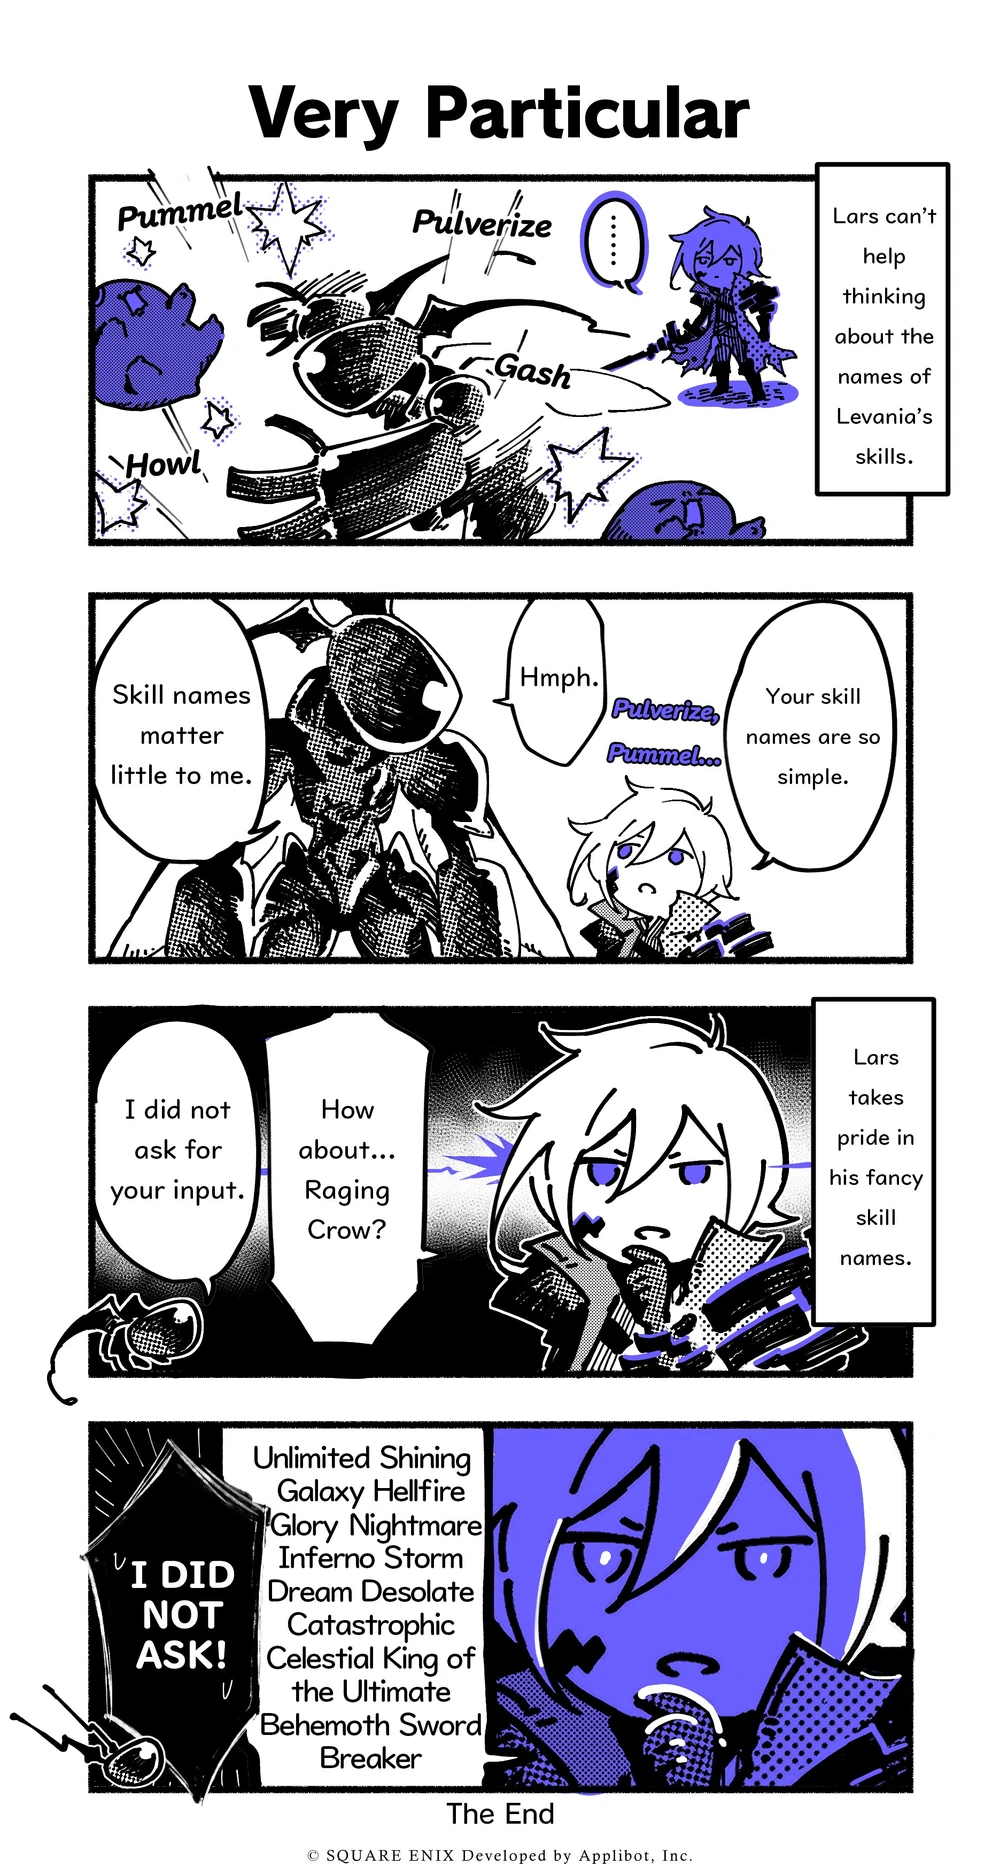 Very Particular
Lars can't
help
thinking
about the
names of
Levania's
skills.
Pummel
Pulverize
Gash
Howl
Your skill
names are so
simple.
Pulverize,
Pummel...
Hmph.
Skill names
matter
little to me.
Lars
takes
pride in
his fancy
skill
names.
How
about...
Raging
Crow?
I did not
ask for
your input.
Unlimited Shining
Galaxy Hellfire
Glory Nightmare
Inferno Storm
Dream Desolate
Catastrophic
Celestial King of
the Ultimate
Behemoth Sword
Breaker
I DID
NOT
ASK!
The End
© SQUARE ENIX Developed by Applibot, Inc.